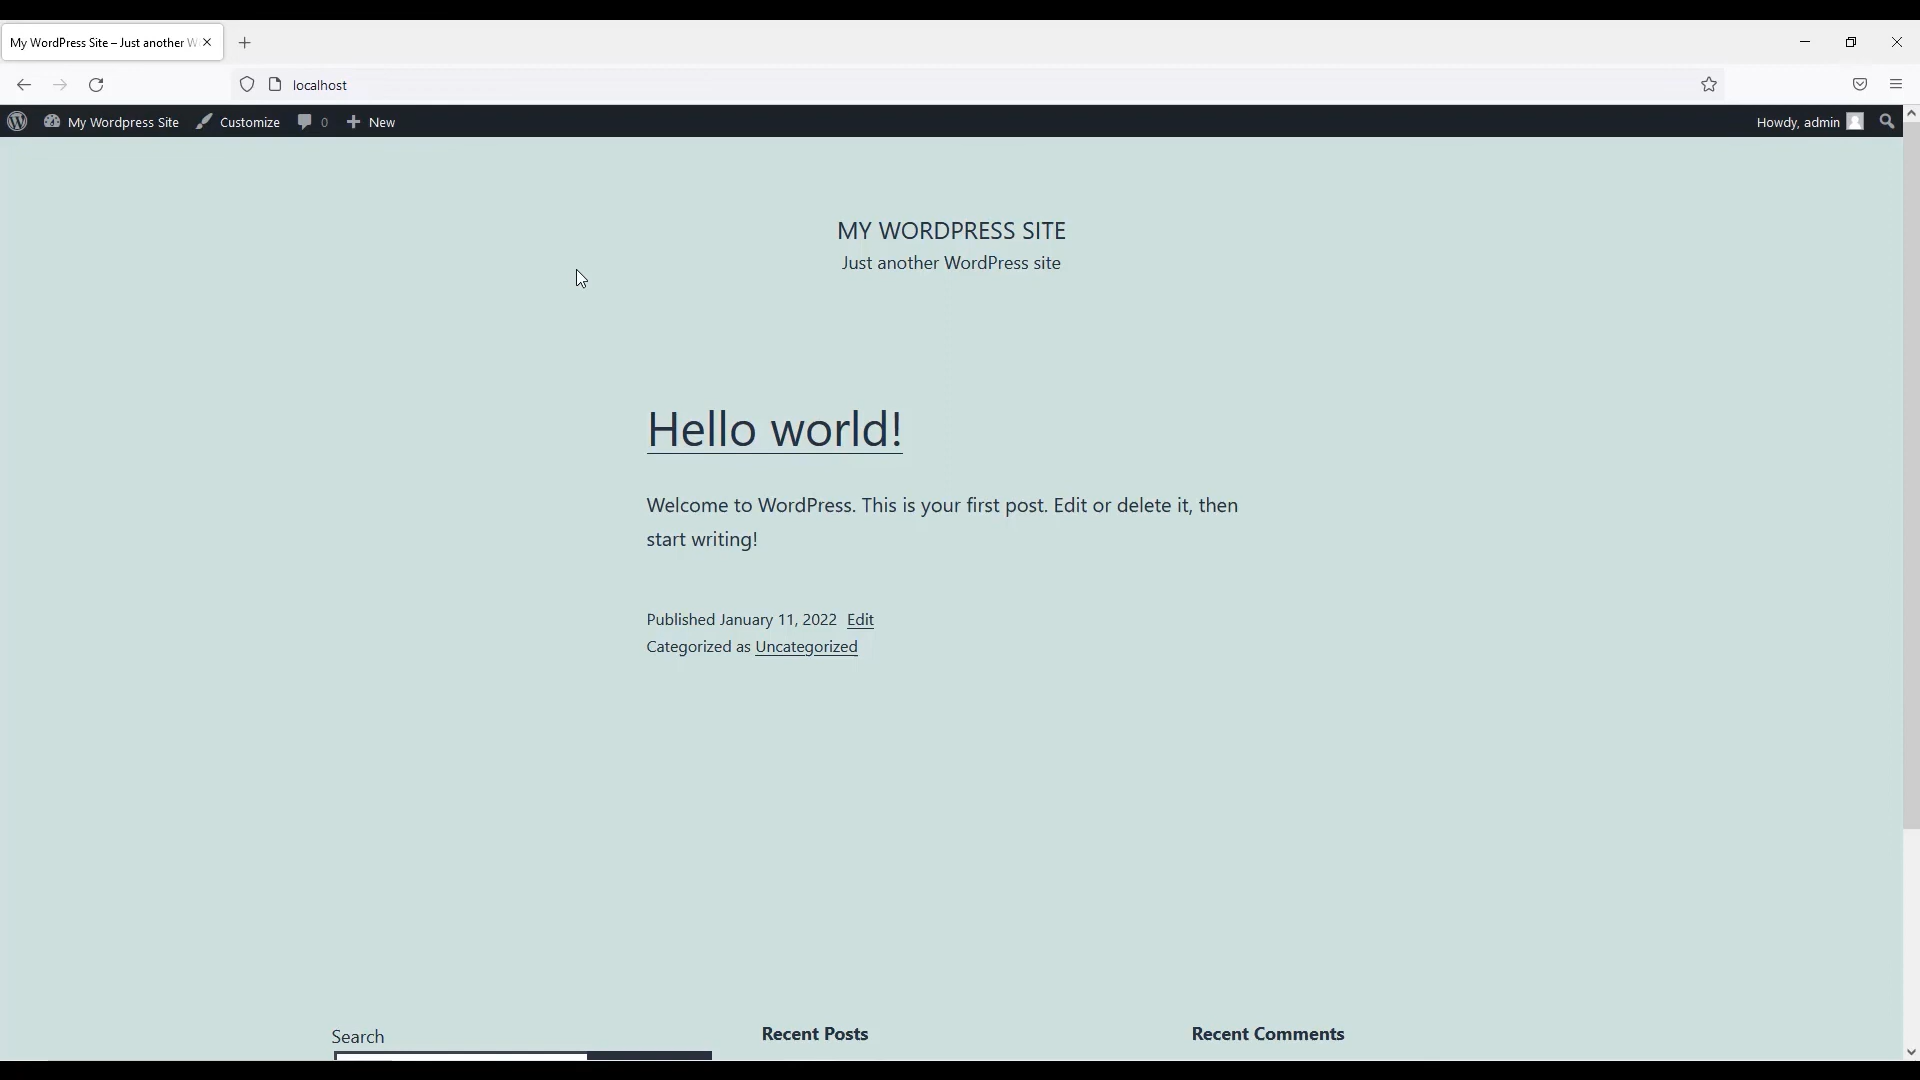 My WordPress Site – Just another W
localhost
My Wordpress Site Customize 0 New Howdy, admin
MY WORDPRESS SITE
Just another WordPress site
Hello world!
Welcome to WordPress. This is your first post. Edit or delete it, then
start writing!
Published January 11, 2022 Edit
Categorized as Uncategorized
Search Recent Posts Recent Comments